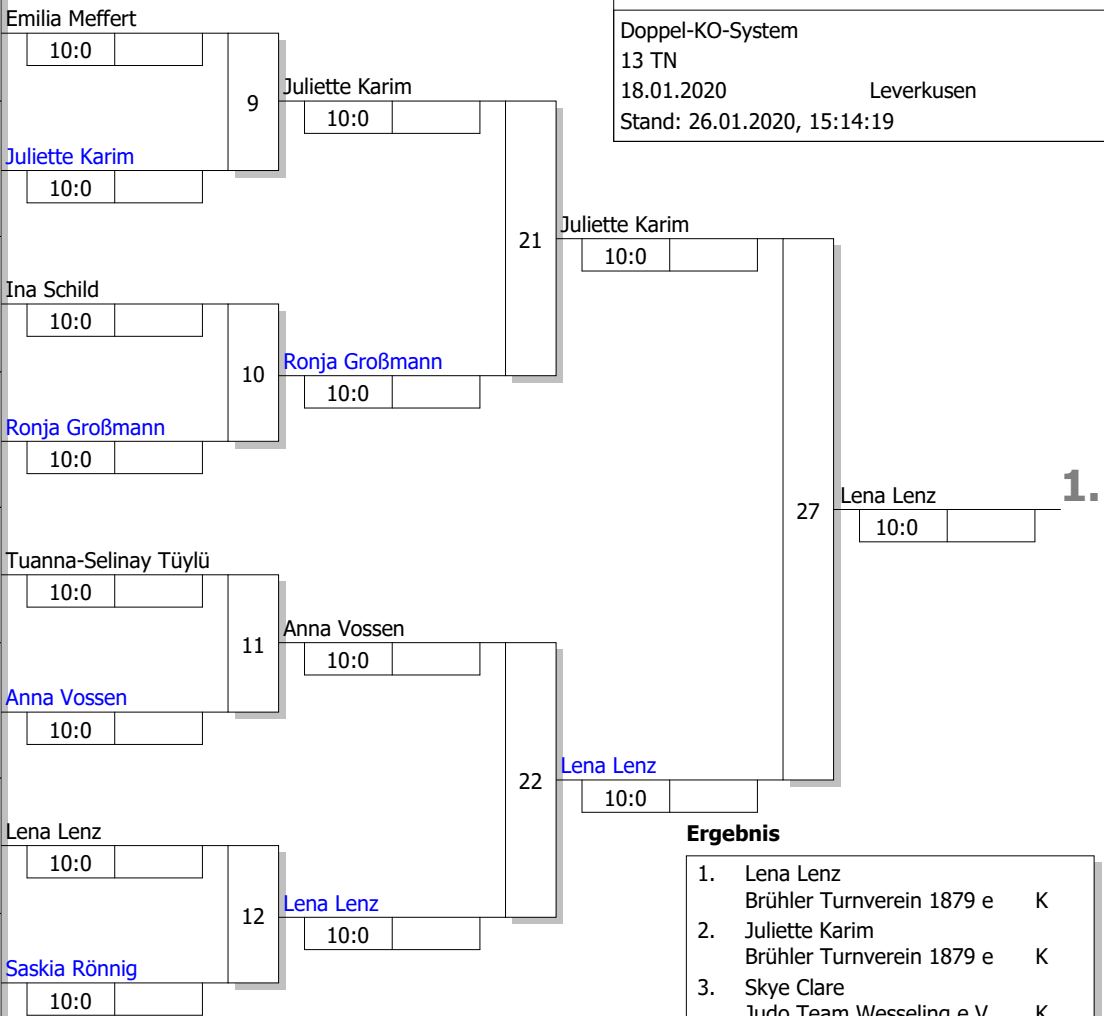 Emilia Meffert
10:0
9
Juliette Karim
10:0
Juliette Karim
10:0
21
Juliette Karim
10:0
Ina Schild
10:0
10
Ronja Großmann
10:0
Ronja Großmann
10:0
27
Lena Lenz
10:0
1.
Tuanna-Selinay Tüylü
10:0
11
Anna Vossen
10:0
Anna Vossen
10:0
22
Lena Lenz
10:0
Lena Lenz
10:0
12
Lena Lenz
10:0
Saskia Rönnig
10:0
Doppel-KO-System
13 TN
18.01.2020 Leverkusen
Stand: 26.01.2020, 15:14:19
Ergebnis
1. Lena Lenz
Brühler Turnverein 1879 e K
2. Juliette Karim
Brühler Turnverein 1879 e K
3. Skye Clare
Judo Team Wesseling e.V. K